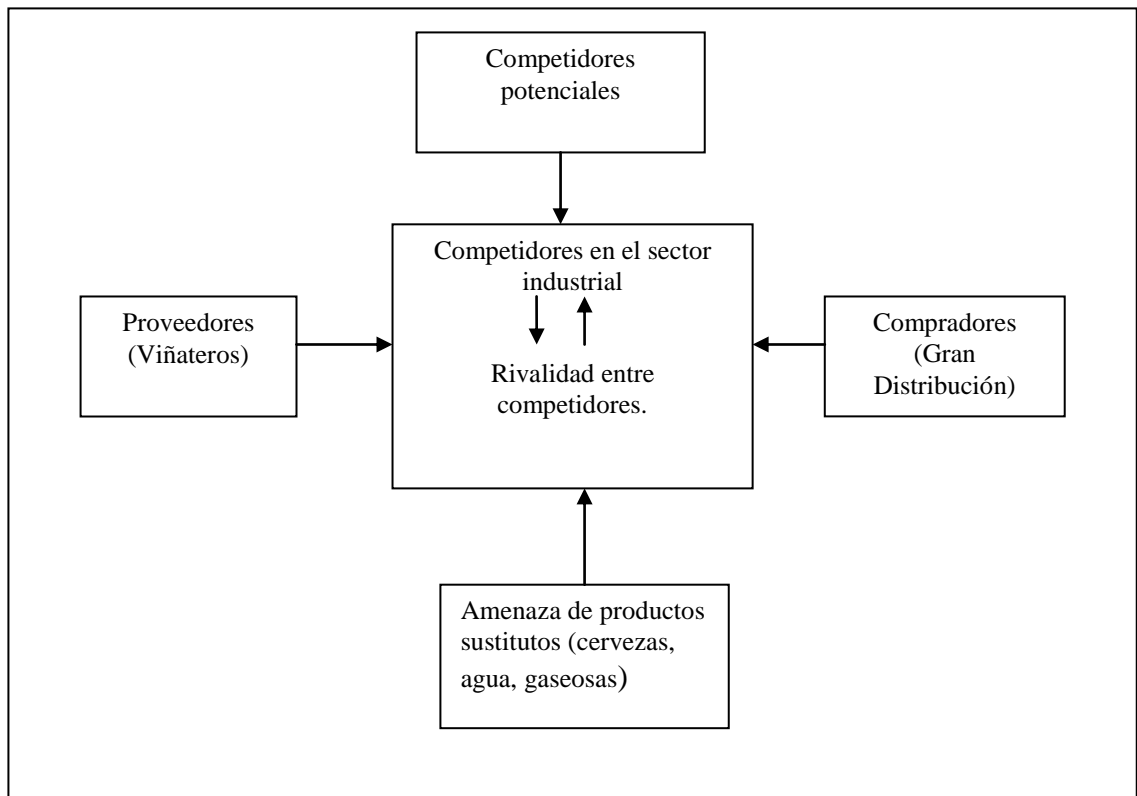 Competidores
potenciales
Competidores en el sector
industrial
Rivalidad entre
competidores.
Proveedores
(Viñateros)
Compradores
(Gran
Distribución)
Amenaza de productos
sustitutos (cervezas,
agua, gaseosas)